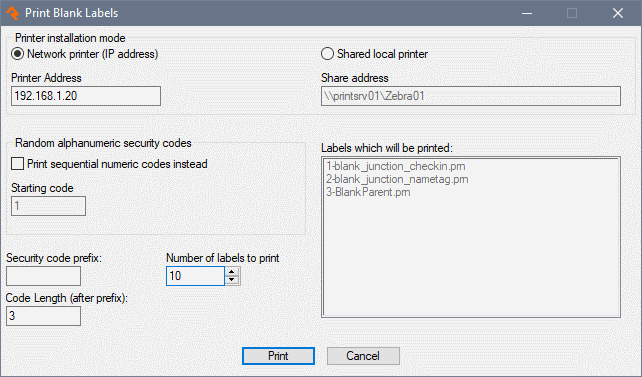 Print Blank Labels
Printer installation mode
Network printer (IP address)
Shared local printer
Printer Address
Share address
192.168.1.20
\\printsrv01\Zebra01
Random alphanumeric security codes
Labels which will be printed:
Print sequential numeric codes instead
1-blank_junction_checkin.prn
2-blank_junction_nametag.prn
3-BlankParent.prn
Starting code
1
Security code prefix:
Number of labels to print
10
Code Length (after prefix):
3
Print
Cancel